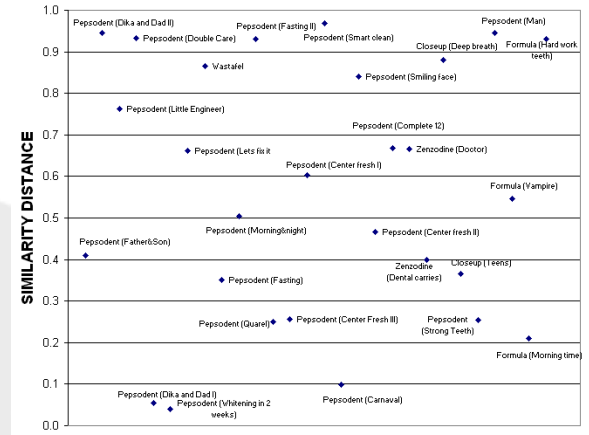 Pepsodent (Dika and Dad II)
Pepsodent (Fasting II)
Pepsodent (Man)
1.0
Pepsodent (Double Care)
Pepsodent (Smart clean)
Closeup (Deep breath)
Formula (Hard work
teeth)
0.9
Wastafel
Pepsodent (Smiling face)
0.8
Pepsodent (Little Engineer)
Pepsodent (Complete 12)
0.7
Pepsodent (Lets fix it
Zenzodine (Doctor)
Pepsodent (Center fresh I)
0.6
Formula (Vampire)
0.5
Pepsodent (Morning&night)
Pepsodent (Center fresh II)
Pepsodent (Father&Son)
0.4
Zenzodine
(Dental carries)
Closeup (Teens)
Pepsodent (Fasting)
0.3
Pepsodent (Quarel)
Pepsodent (Center Fresh III)
Pepsodent
(Strong Teeth)
0.2
Formula (Morning time)
0.1
Pepsodent (Dika and Dad I)
Pepsodent (Whitening in 2
weeks)
Pepsodent (Carnaval)
0.0
SIMILARITY DISTANCE